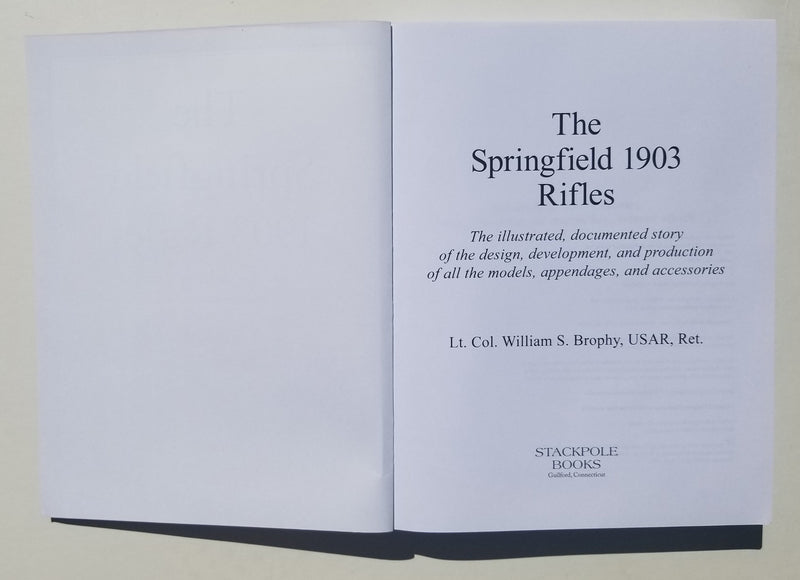 The
Springfield 1903
Rifles
The illustrated, documented story
of the design, development, and production
of all the models, appendages, and accessories
Lt. Col. William S. Brophy, USAR, Ret.
STACKPOLE
BOOKS
Guilford, Connecticut